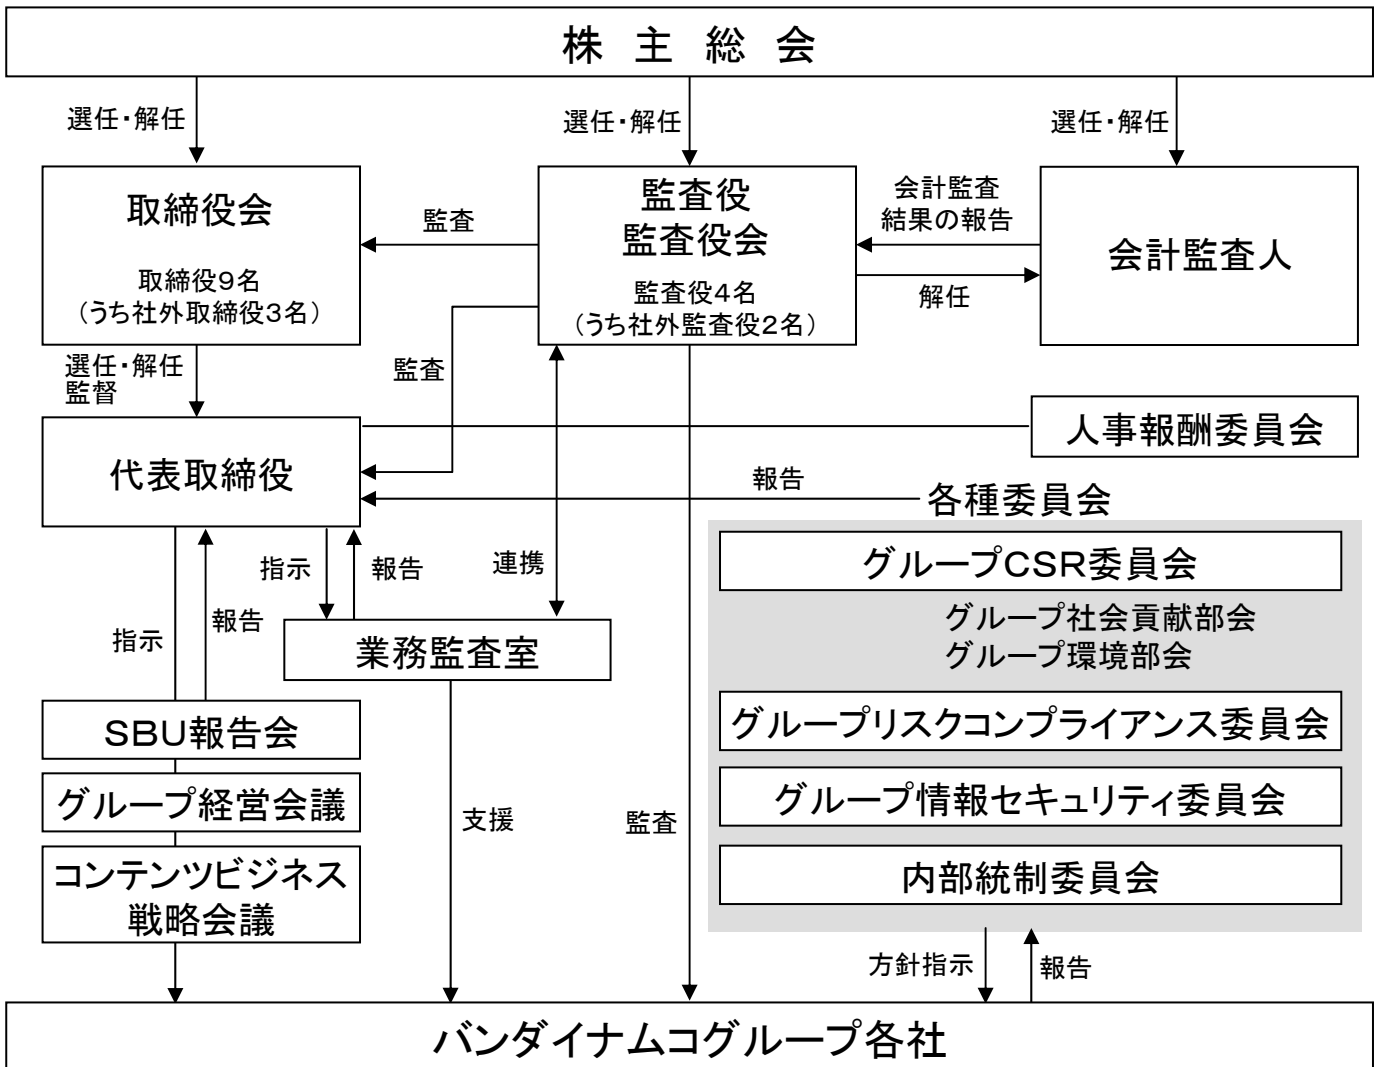 株 主 総 会
選任・解任
選任・解任
選任・解任
取締役会
取締役9名
（うち社外取締役3名）
監査
監査役
監査役会
監査役4名
（うち社外監査役2名）
会計監査
結果の報告
解任
会計監査人
選任・解任
監督
監査
代表取締役
人事報酬委員会
報告
各種委員会
指示
報告
連携
グループCSR委員会
グループ社会貢献部会
グループ環境部会
指示
報告
業務監査室
SBU報告会
グループリスクコンプライアンス委員会
グループ経営会議
支援
監査
グループ情報セキュリティ委員会
コンテンツビジネス
戦略会議
内部統制委員会
方針指示
報告
バンダイナムコグループ各社